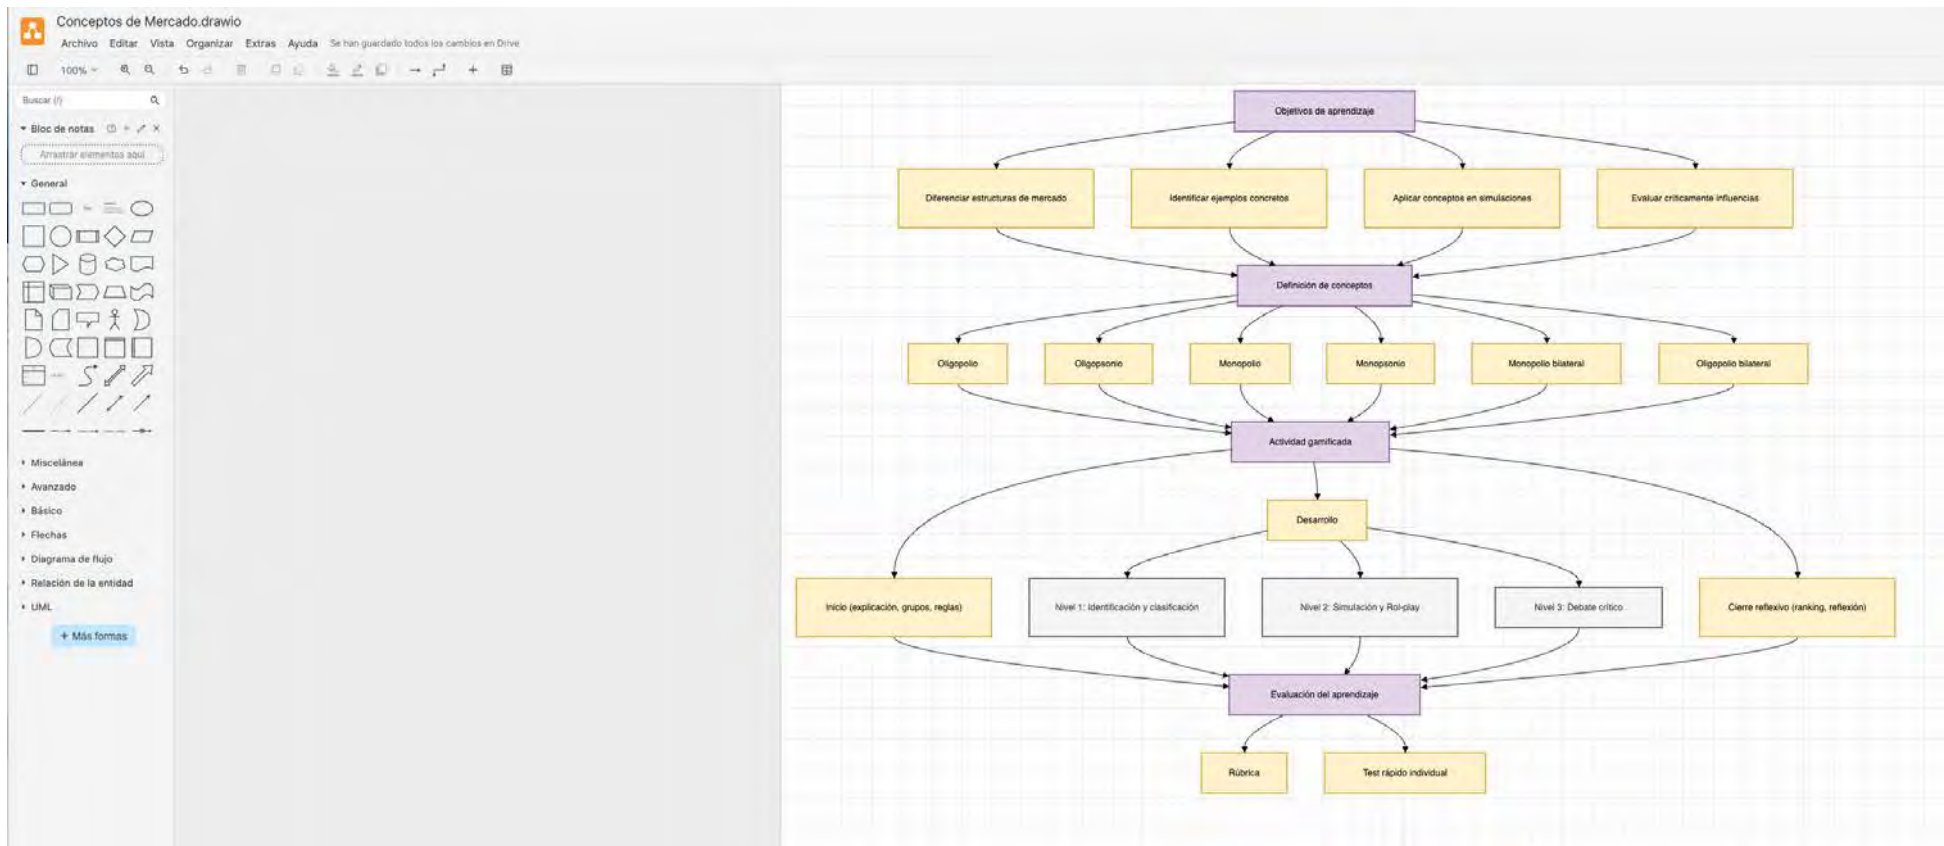 Conceptos de Mercado.drawio
Archivo Editar Vista Organizar Extras Ayuda Se han guardado todos los cambios en Drive
100%
Buscar (/)
Bloc de notas
Arrastrar elementos aquí
General
Miscelánea
Avanzado
Básico
Flechas
Diagrama de flujo
Relación de la entidad
UML
+ Más formas
Objetivos de aprendizaje
Diferenciar estructuras de mercado
Identificar ejemplos concretos
Aplicar conceptos en simulaciones
Evaluar críticamente influencias
Definición de conceptos
Oligopolio
Oligopsonio
Monopolio
Monopsonio
Monopolio bilateral
Oligopolio bilateral
Actividad gamificada
Desarrollo
Inicio (explicación, grupos, reglas)
Nivel 1: Identificación y clasificación
Nivel 2: Simulación y Rol-play
Nivel 3: Debate crítico
Cierre reflexivo (ranking, reflexión)
Evaluación del aprendizaje
Rúbrica
Test rápido individual